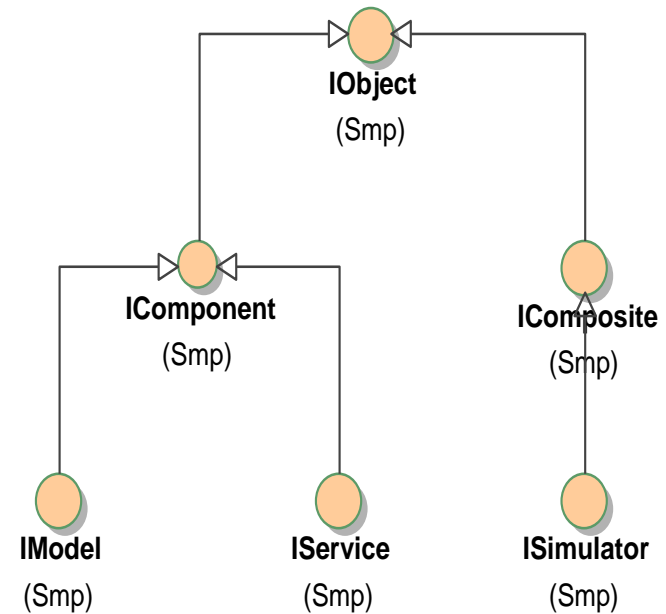 IObject
(Smp)
IComponent
(Smp)
IComposite
(Smp)
IModel
(Smp)
IService
(Smp)
ISimulator
(Smp)